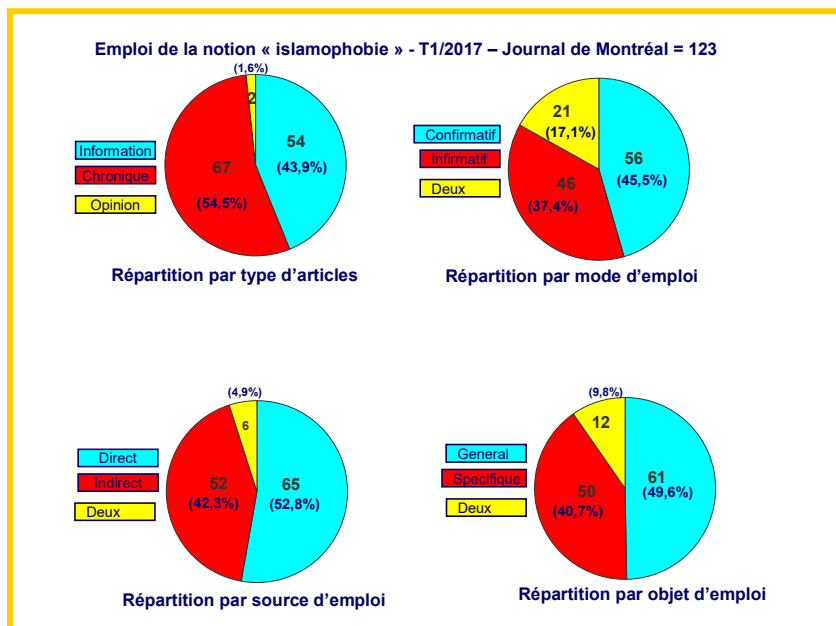 Emploi de la notion « islamophobie » - T1/2017 – Journal de Montréal = 123
(1,6%)
2
54
(43,9%)
67
(54,5%)
Information
Chronique
Opinion
Répartition par type d’articles
21
(17,1%)
56
(45,5%)
46
(37,4%)
Confirmatif
Infirmatif
Deux
Répartition par mode d’emploi
(4,9%)
6
65
(52,8%)
52
(42,3%)
Direct
Indirect
Deux
Répartition par source d’emploi
(9,8%)
12
61
(49,6%)
50
(40,7%)
General
Specifique
Deux
Répartition par objet d’emploi